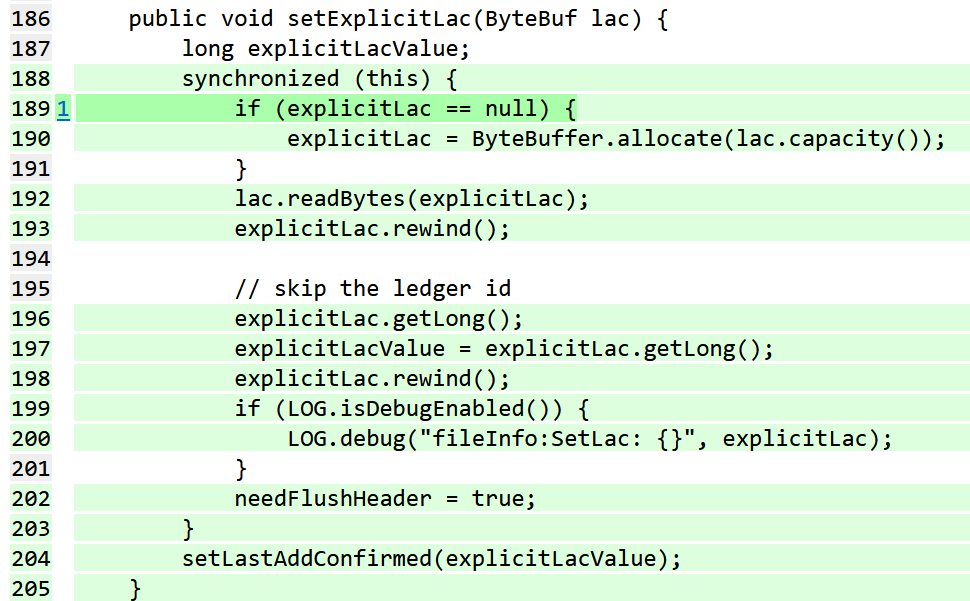 186 public void setExplicitLac(ByteBuf lac) {
187 long explicitLacValue;
188 synchronized (this) {
189 1 if (explicitLac == null) {
190 explicitLac = ByteBuffer.allocate(lac.capacity());
191 }
192 lac.readBytes(explicitLac);
193 explicitLac.rewind();
194
195 // skip the ledger id
196 explicitLac.getLong();
197 explicitLacValue = explicitLac.getLong();
198 explicitLac.rewind();
199 if (LOG.isDebugEnabled()) {
200 LOG.debug("fileInfo:SetLac: {}", explicitLac);
201 }
202 needFlushHeader = true;
203 }
204 setLastAddConfirmed(explicitLacValue);
205 }